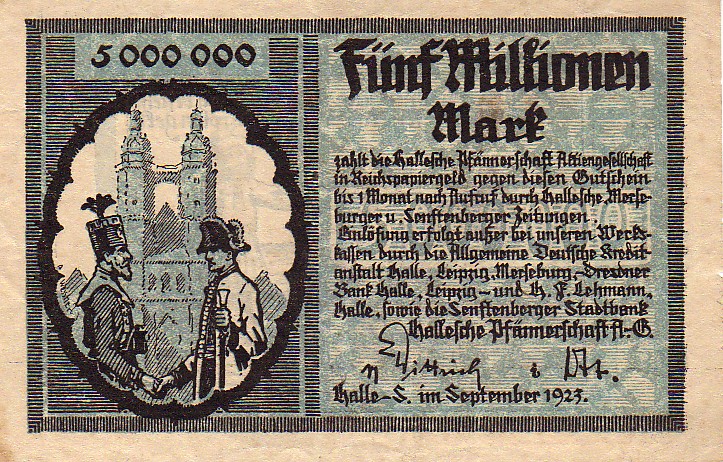 5 000 000
Fünf Millionen
Mark
zahlt die Hallesche Pfännerschaft Aktiengesellschaft
in Reichspapiergeld gegen diesen Gutschein
bis 1 Monat nach Aufruf durch Hallesche, Merse-
burger u. Senftenberger Zeitungen.
Einlösung erfolgt außer bei unseren Werks-
kassen durch die Allgemeine Deutsche Kredit-
anstalt Halle, Leipzig, Merseburg,-Dresdner
Bank Halle, Leipzig-und H. F. Lehmann,
Halle, sowie die Senftenberger Stadtbank
Hallesche Pfännerschaft A.-G.
Halle-S. im September 1923.